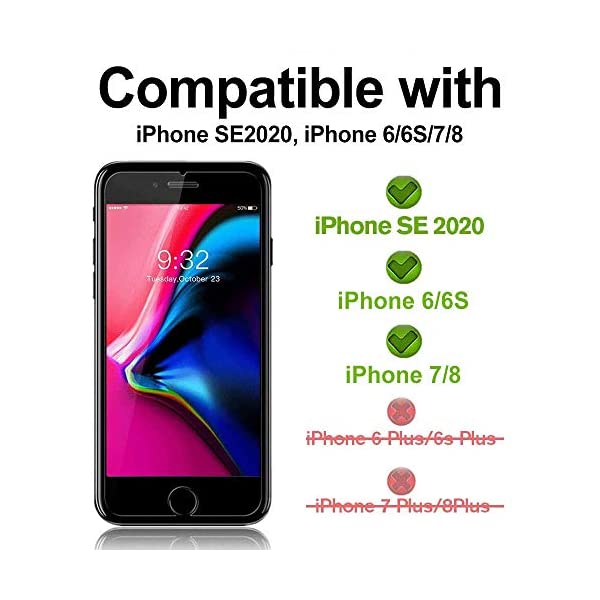 Compatible with
iPhone SE2020, iPhone 6/6S/7/8
50%
9:32
Tuesday,October 23
iPhone SE 2020
iPhone 6/6S
iPhone 7/8
iPhone 6 Plus/6s Plus
iPhone 7 Plus/8Plus